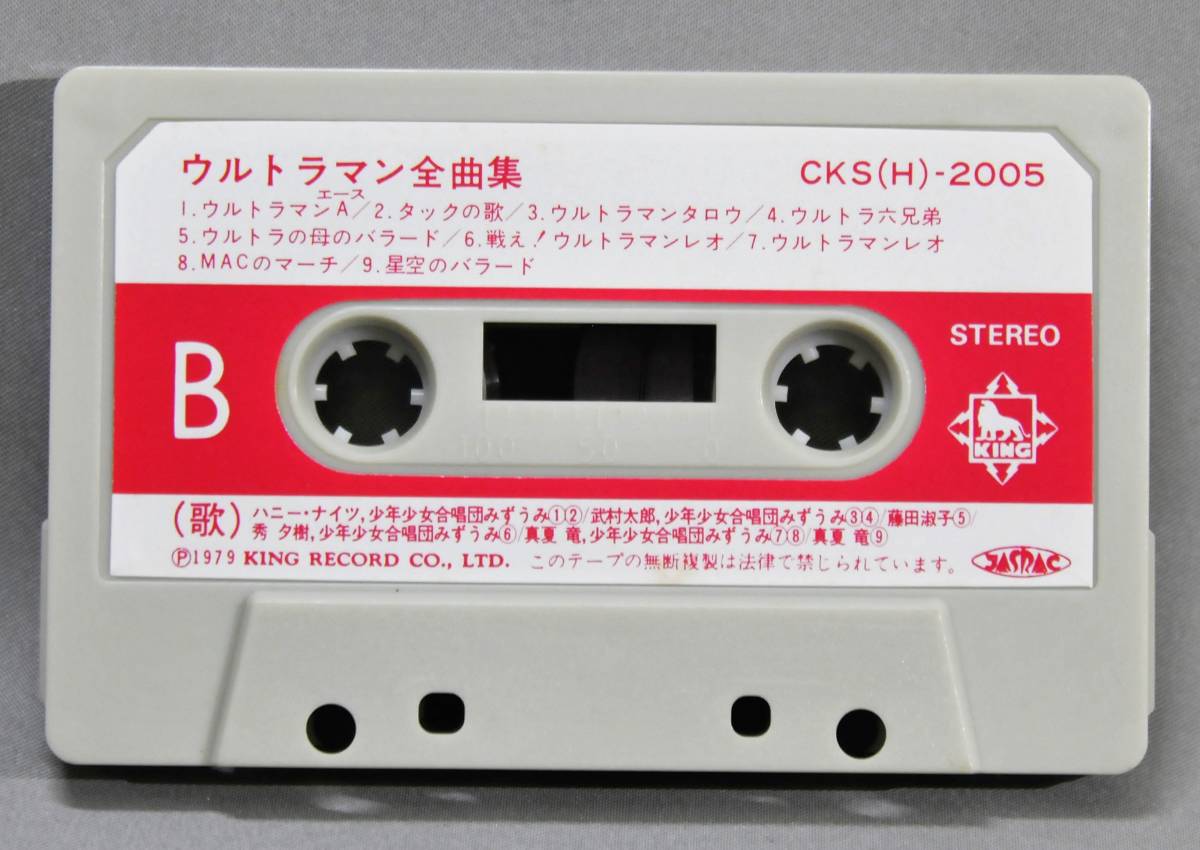 ウルトラマン全曲集 CKS(H)-2005
エース
1.ウルトラマンA/2.タックの歌/3.ウルトラマンタロウ/4.ウルトラ六兄弟
5.ウルトラの母のバラード/6.戦え!ウルトラマンレオ/7.ウルトラマンレオ
8.MACのマーチ/9.星空のバラード
B
STEREO
KING
100 50 0
(歌) ハニー・ナイツ,少年少女合唱団みずうみ①②/武村太郎,少年少女合唱団みずうみ③④/藤田淑子⑤/
秀 夕樹,少年少女合唱団みずうみ⑥/真夏 竜,少年少女合唱団みずうみ⑦⑧/真夏 竜⑨
Ⓟ1979 KING RECORD CO., LTD. このテープの無断複製は法律で禁じられています。 JASRAC